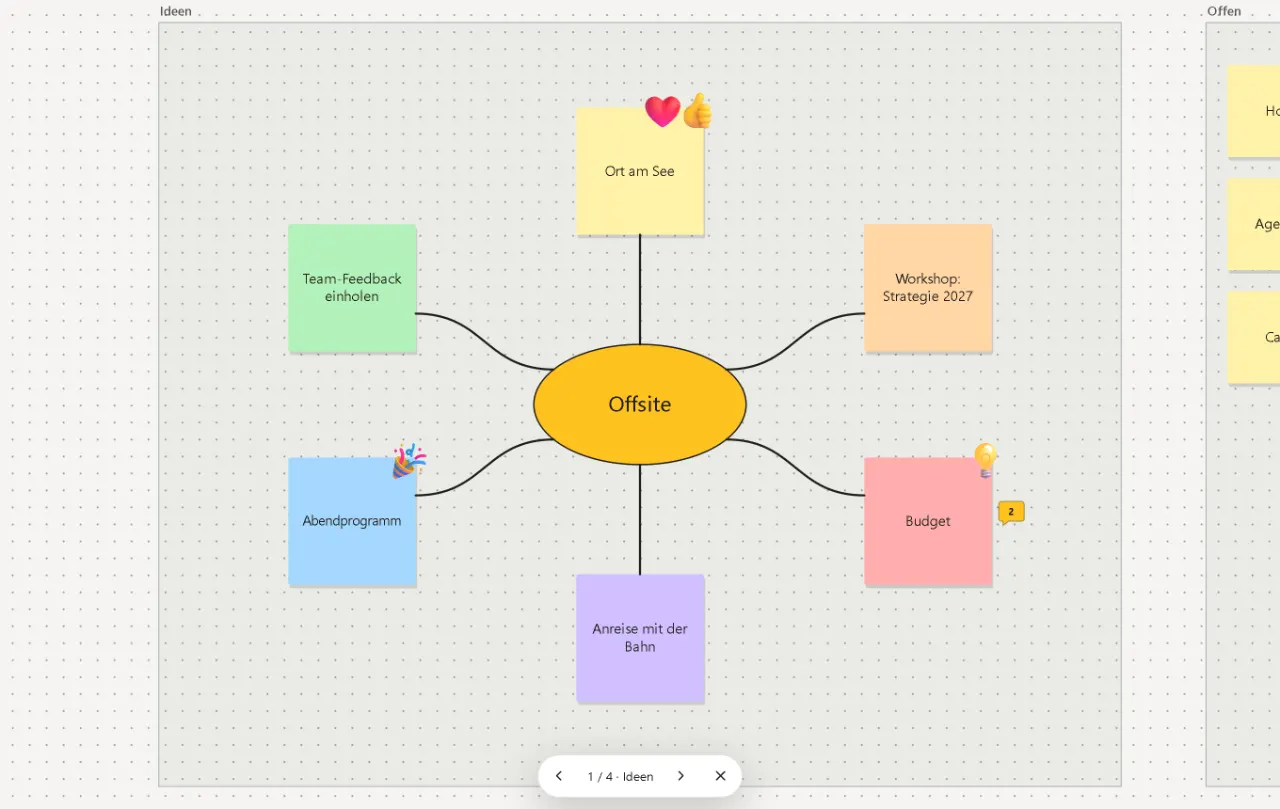 Ideen
Offen
Ort am See
Team-Feedback
einholen
Workshop:
Strategie 2027
Offsite
Abendprogramm
Budget
2
Anreise mit der
Bahn
1 / 4 · Ideen